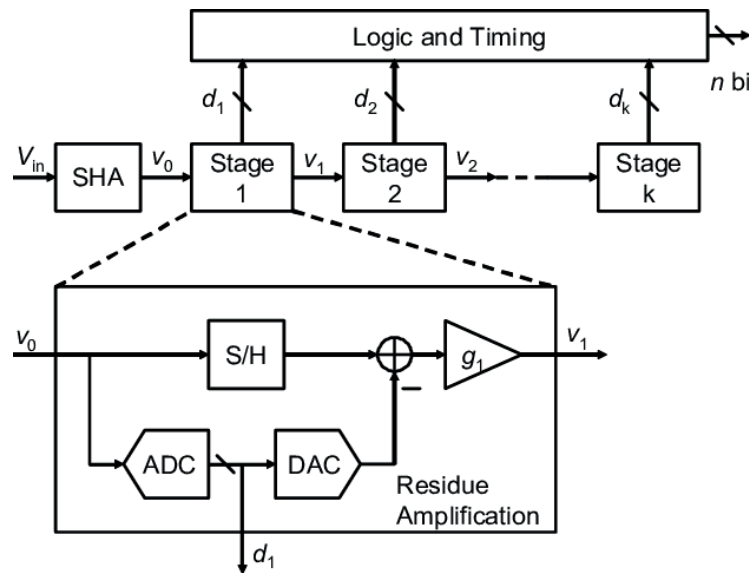 Logic and Timing
n bi
d1
d2
dk
Vin
SHA
v0
Stage 1
v1
Stage 2
v2
Stage k
v0
S/H
g1
v1
ADC
DAC
Residue
Amplification
d1